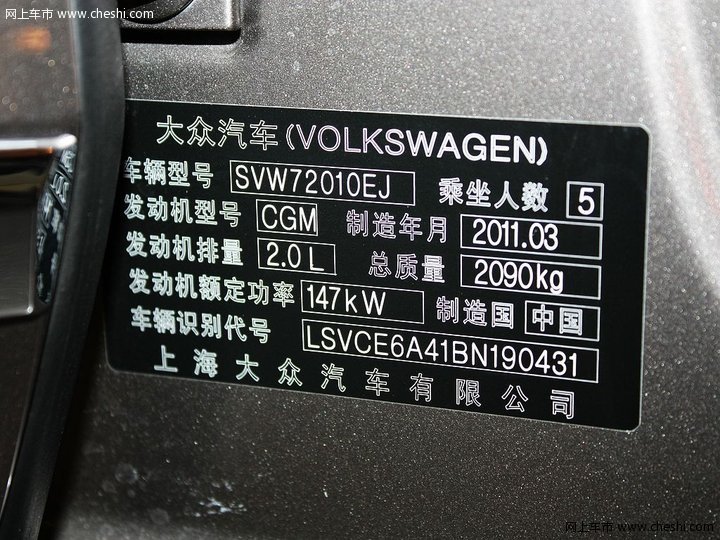 网上车市 www.cheshi.com
大众汽车(VOLKSWAGEN)
车辆型号 SVW72010EJ 乘坐人数 5
发动机型号 CGM 制造年月 2011.03
发动机排量 2.0L 总质量 2090kg
发动机额定功率 147kW 制造国 中国
车辆识别代号 LSVCE6A41BN190431
上海大众汽车有限公司
网上车市 www.cheshi.com